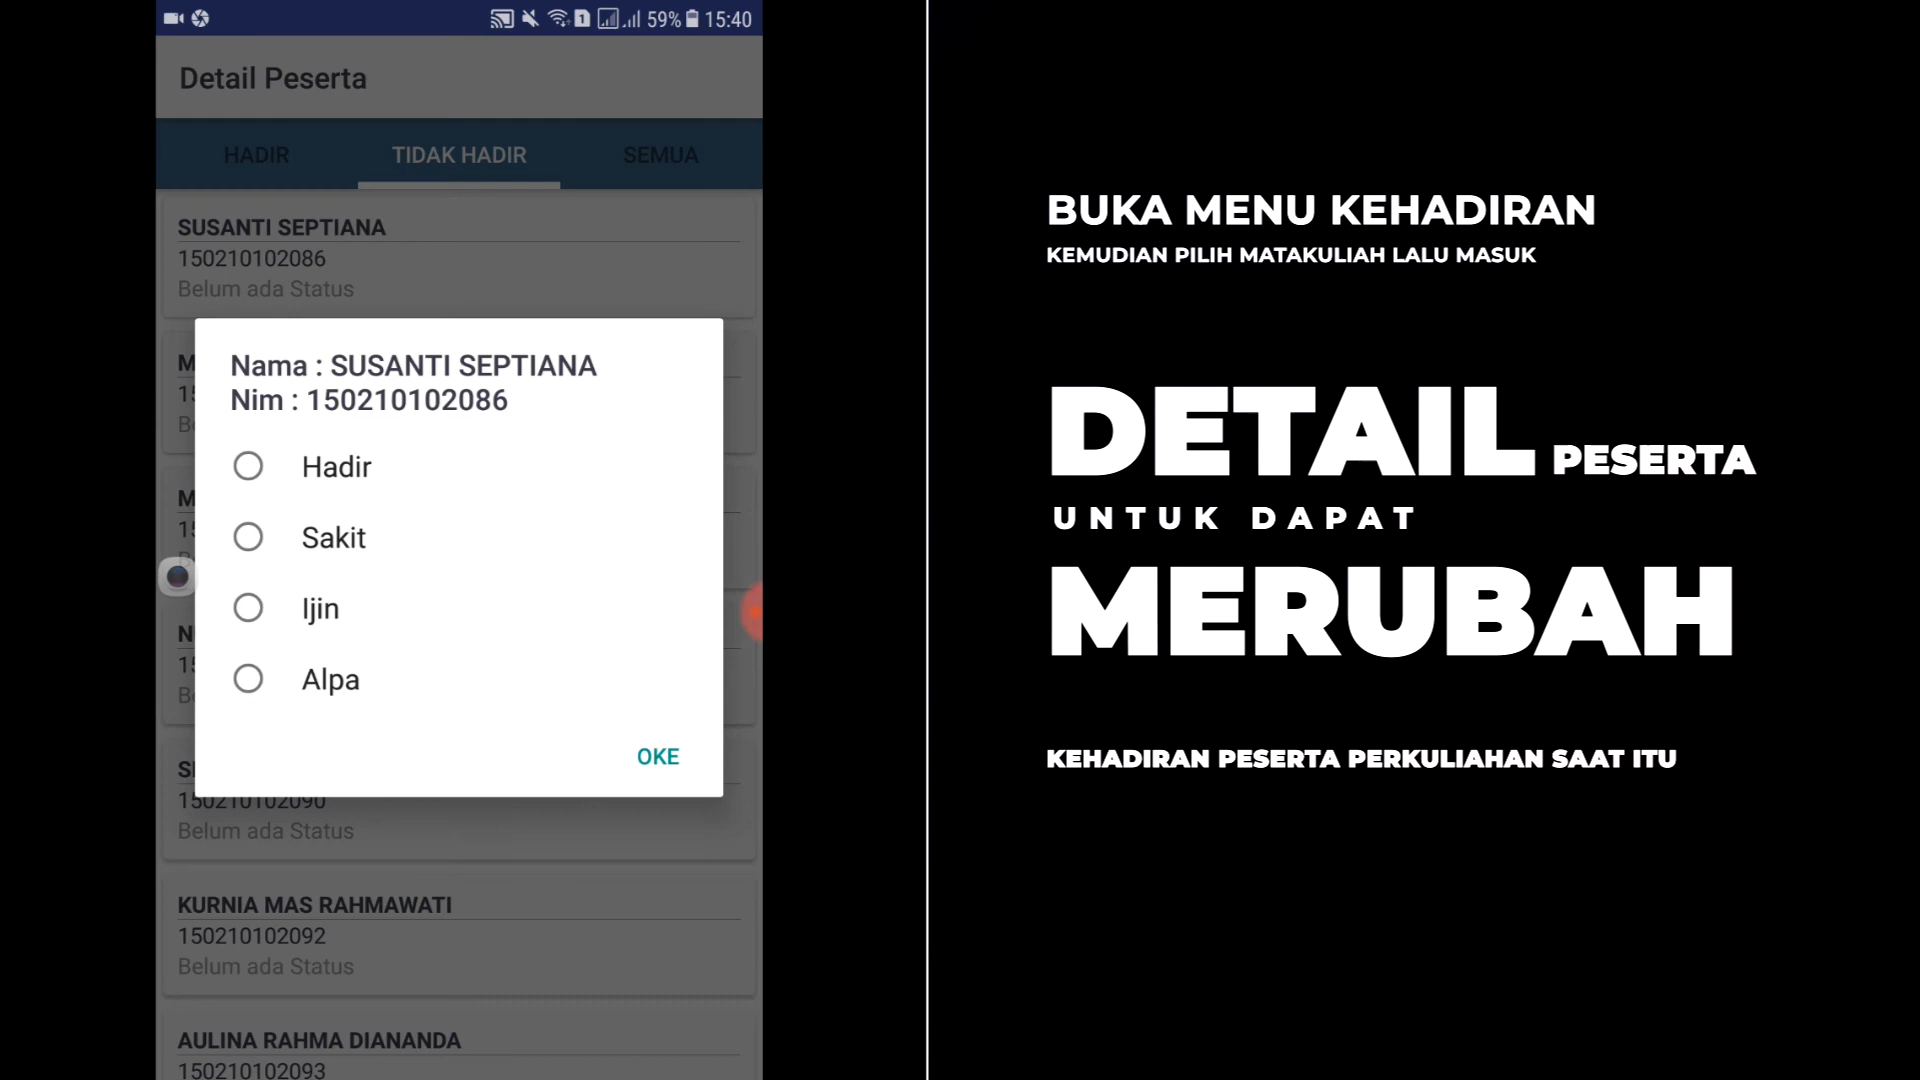 59% 15:40
Detail Peserta
HADIR TIDAK HADIR SEMUA
SUSANTI SEPTIANA
150210102086
Belum ada Status
Nama : SUSANTI SEPTIANA
Nim : 150210102086
Hadir
Sakit
Ijin
Alpa
OKE
150210102090
Belum ada Status
KURNIA MAS RAHMAWATI
150210102092
Belum ada Status
AULINA RAHMA DIANANDA
150210102093
BUKA MENU KEHADIRAN
KEMUDIAN PILIH MATAKULIAH LALU MASUK
DETAIL PESERTA
UNTUK DAPAT
MERUBAH
KEHADIRAN PESERTA PERKULIAHAN SAAT ITU